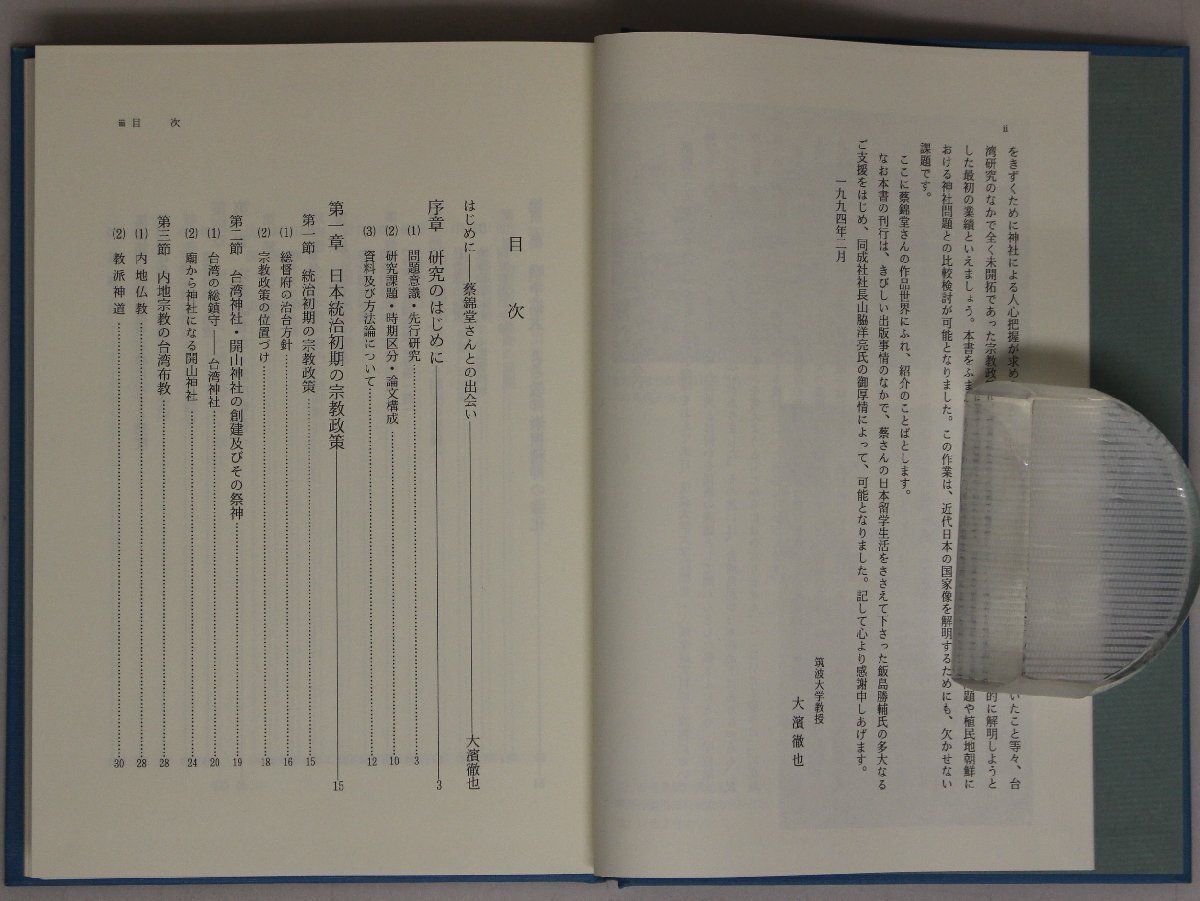 ii
をきずくために神社による人心把握が求め
いたこと等々、台
湾研究のなかで全く未開拓であった宗教政策
的に解明しようと
した最初の業績といえましょう。本書をふま
題や植民地朝鮮に
おける神社問題との比較検討が可能となりました。この作業は、近代日本の国家像を解明するためにも、欠かせない
課題です。
ここに蔡錦堂さんの作品世界にふれ、紹介のことばとします。
なお本書の刊行は、きびしい出版事情のなかで、蔡さんの日本留学生活をささえて下さった飯島勝輔氏の多大なる
ご支援をはじめ、同成社社長山脇洋亮氏の御厚情によって、可能となりました。記して心より感謝申しあげます。
一九九四年二月
筑波大学教授
大濱徹也
目次
はじめに――蔡錦堂さんとの出会い――大濱徹也
序章 研究のはじめに――3
(1) 問題意識・先行研究……3
(2) 研究課題・時期区分・論文構成……10
(3) 資料及び方法論について……12
第一章 日本統治初期の宗教政策――15
第一節 統治初期の宗教政策……15
(1) 総督府の治台方針……16
(2) 宗教政策の位置づけ……18
第二節 台湾神社・開山神社の創建及びその祭神……19
(1) 台湾の総鎮守――台湾神社……20
(2) 廟から神社になる開山神社……24
第三節 内地宗教の台湾布教……28
(1) 内地仏教……28
(2) 教派神道……30
iii 目次